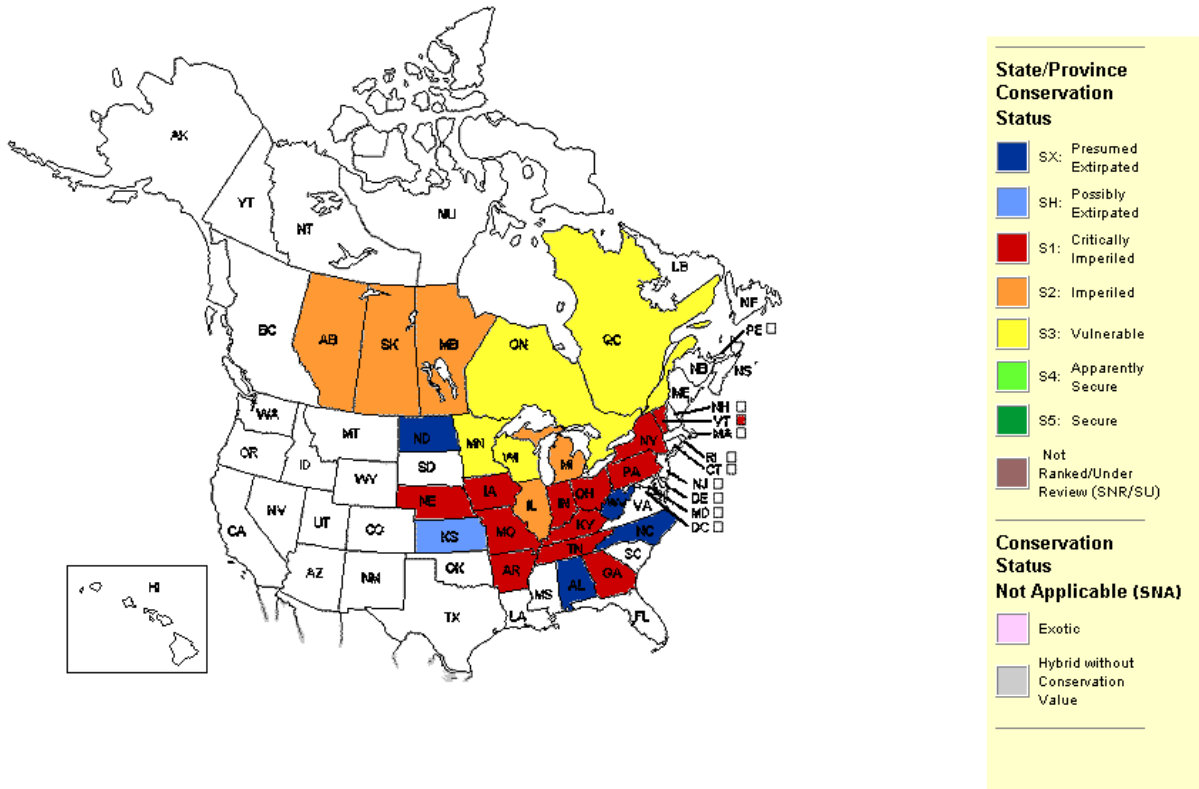 AK
YT
NT
NU
BC
AB
SK
MB
ON
QC
LB
NF
PE
NB
NS
ME
NH
VT
MA
RI
CT
NJ
DE
MD
DC
WA
MT
ND
MN
OR
ID
SD
WI
MI
NY
WY
PA
NE
IA
NV
UT
CO
IL
IN
OH
WV
VA
CA
KS
MO
KY
NC
AZ
NM
OK
AR
TN
SC
TX
LA
MS
AL
GA
FL
HI
State/Province
Conservation
Status
SX: Presumed
Extirpated
SH: Possibly
Extirpated
S1: Critically
Imperiled
S2: Imperiled
S3: Vulnerable
S4: Apparently
Secure
S5: Secure
Not
Ranked/Under
Review (SNR/SU)
Conservation
Status
Not Applicable (SNA)
Exotic
Hybrid without
Conservation
Value